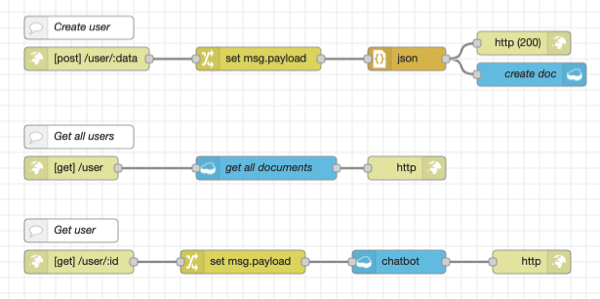 Create user
[post] /user/:data
set msg.payload
json
http (200)
create doc
Get all users
[get] /user
get all documents
http
Get user
[get] /user/:id
set msg.payload
chatbot
http